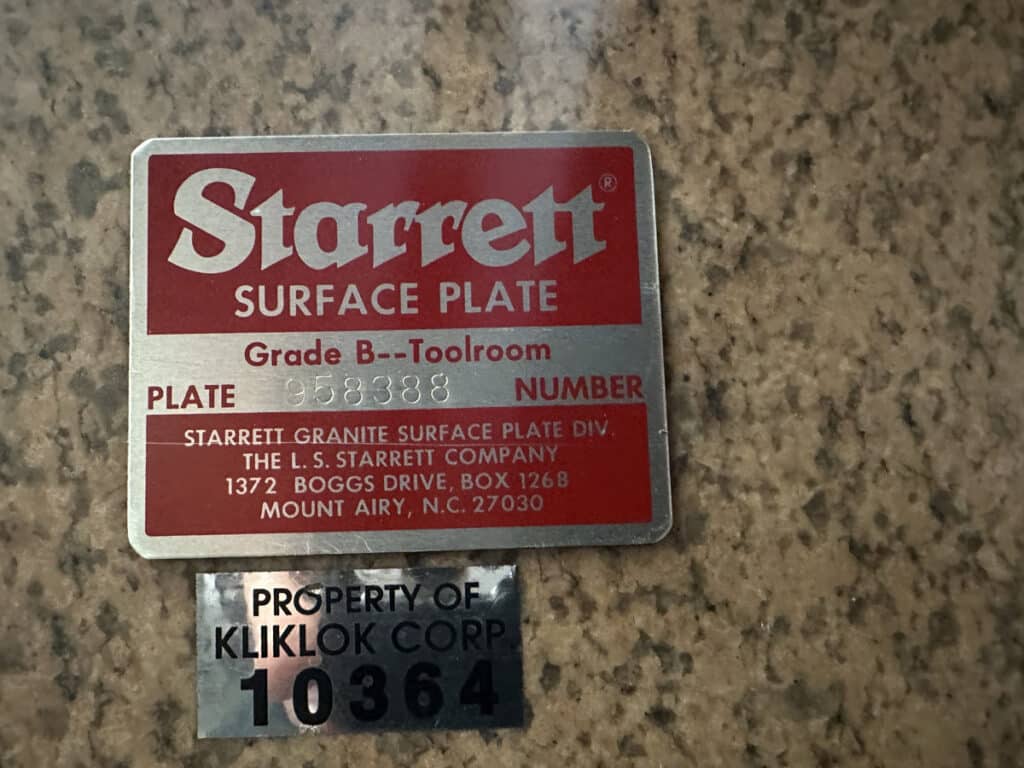 Starrett®
SURFACE PLATE
Grade B--Toolroom
PLATE 958388 NUMBER
STARRETT GRANITE SURFACE PLATE DIV.
THE L. S. STARRETT COMPANY
1372 BOGGS DRIVE, BOX 1268
MOUNT AIRY, N.C. 27030
PROPERTY OF
KLIKLOK CORP.
10364